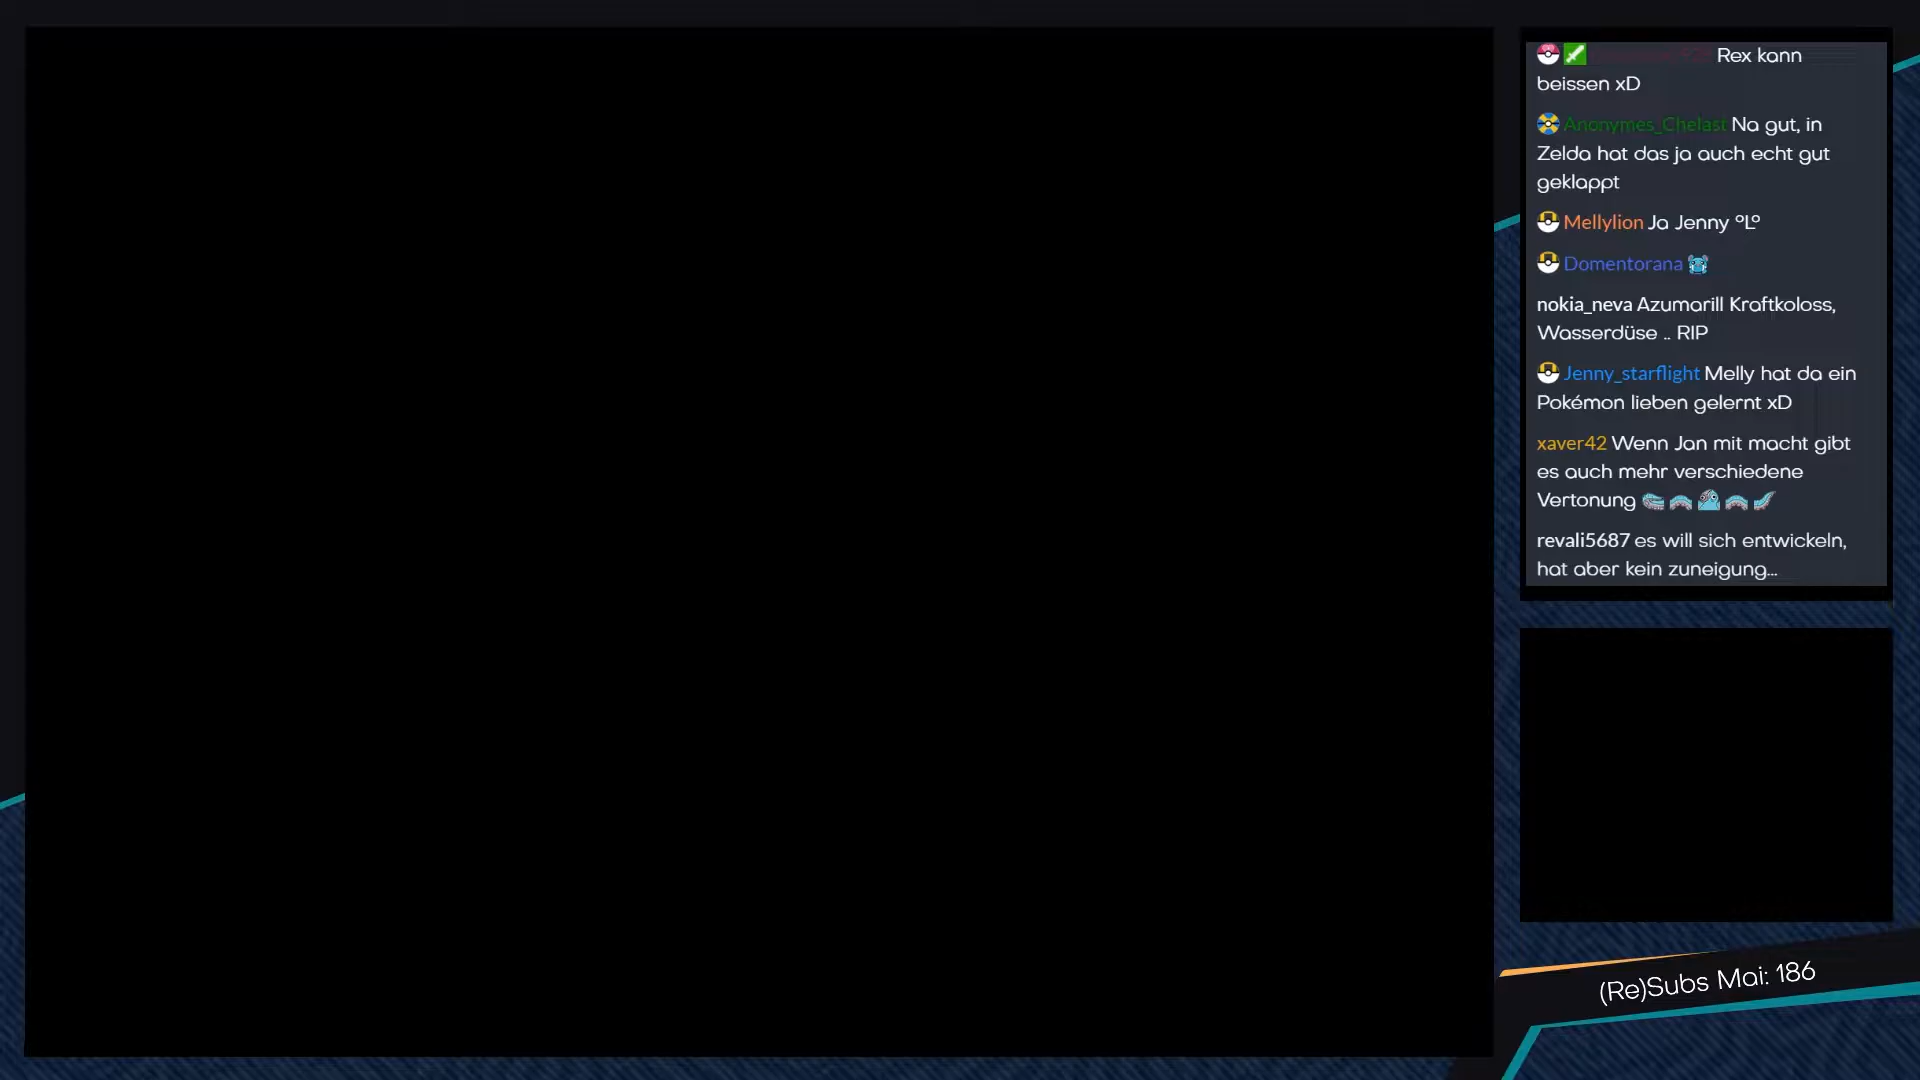 Rex kann
beissen xD
Anonymes_Chelast Na gut, in
Zelda hat das ja auch echt gut
geklappt
Mellylion Ja Jenny °L°
Domentorana
nokia_neva Azumarill Kraftkoloss,
Wasserdüse .. RIP
Jenny_starflight Melly hat da ein
Pokémon lieben gelernt xD
xaver42 Wenn Jan mit macht gibt
es auch mehr verschiedene
Vertonung
revali5687 es will sich entwickeln,
hat aber kein zuneigung...
(Re)Subs Mai: 186